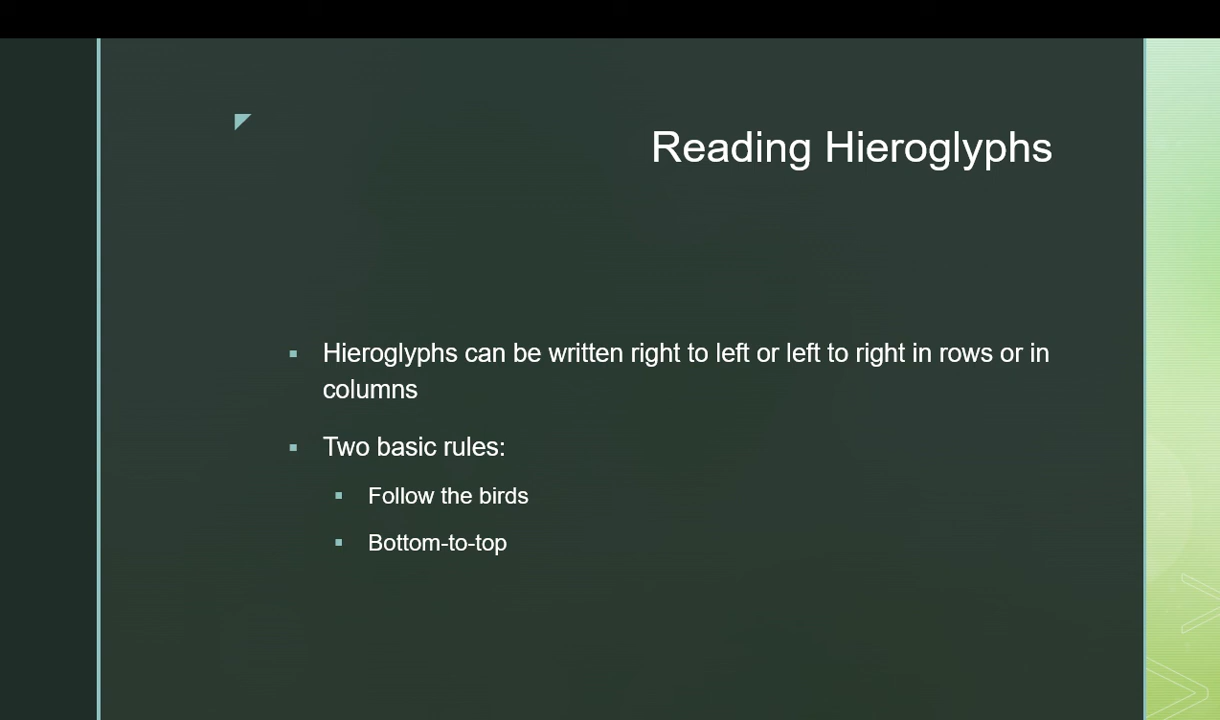 Reading Hieroglyphs
Hieroglyphs can be written right to left or left to right in rows or in
columns
Two basic rules:
Follow the birds
Bottom-to-top